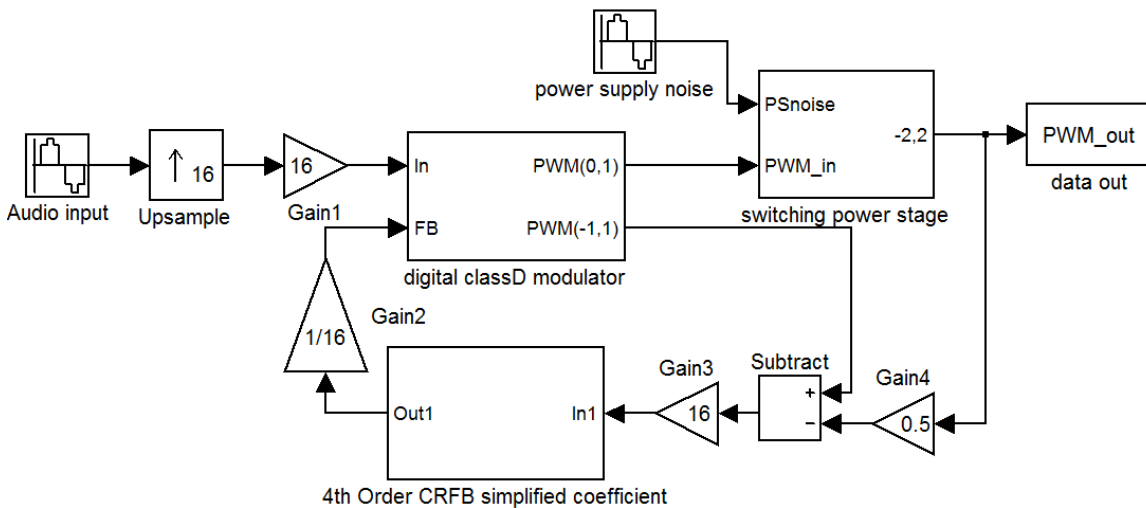 power supply noise
PSnoise
PWM_in
-2,2
switching power stage
PWM_out
data out
Audio input
16
Upsample
16
Gain1
In
FB
PWM(0,1)
PWM(-1,1)
digital classD modulator
Gain2
1/16
Out1
In1
4th Order CRFB simplified coefficient
Gain3
16
Subtract
+
−
Gain4
0.5